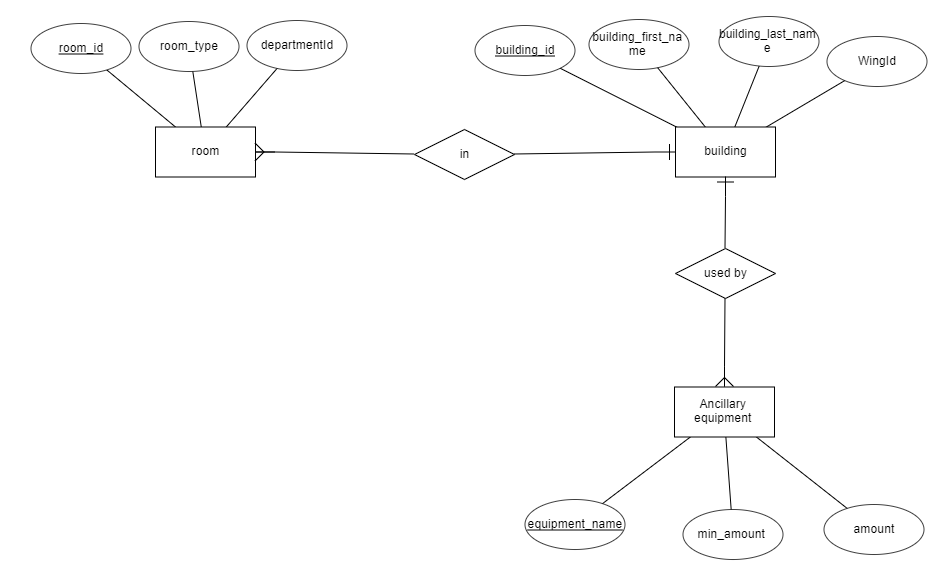 room_id
room_type
departmentId
building_id
building_first_na
me
building_last_nam
e
WingId
room
in
building
used by
Ancillary
equipment
equipment_name
min_amount
amount